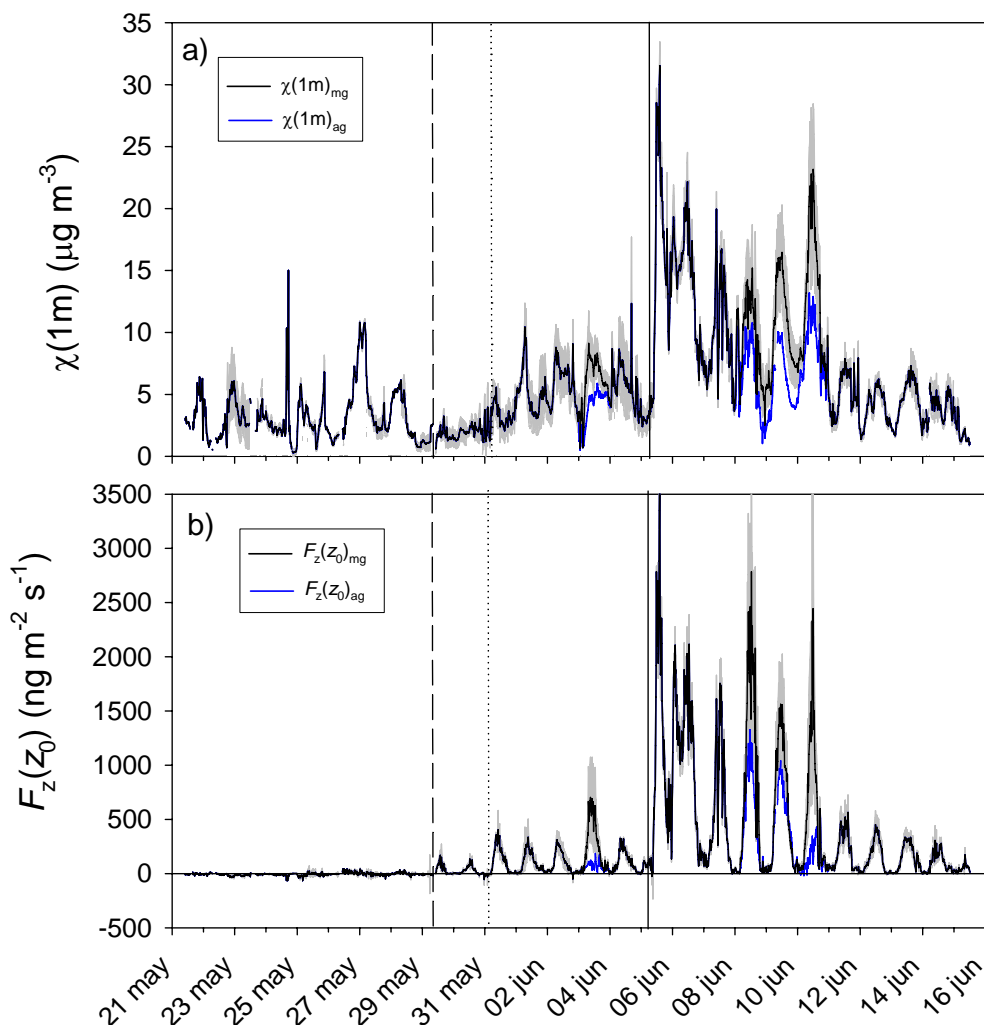 a)
χ(1m)mg
χ(1m)ag
35
30
25
20
15
10
5
0
χ(1m) (μg m-3)
b)
Fz(z0)mg
Fz(z0)ag
3500
3000
2500
2000
1500
1000
500
0
-500
Fz(z0) (ng m-2 s-1)
21 may
23 may
25 may
27 may
29 may
31 may
02 jun
04 jun
06 jun
08 jun
10 jun
12 jun
14 jun
16 jun